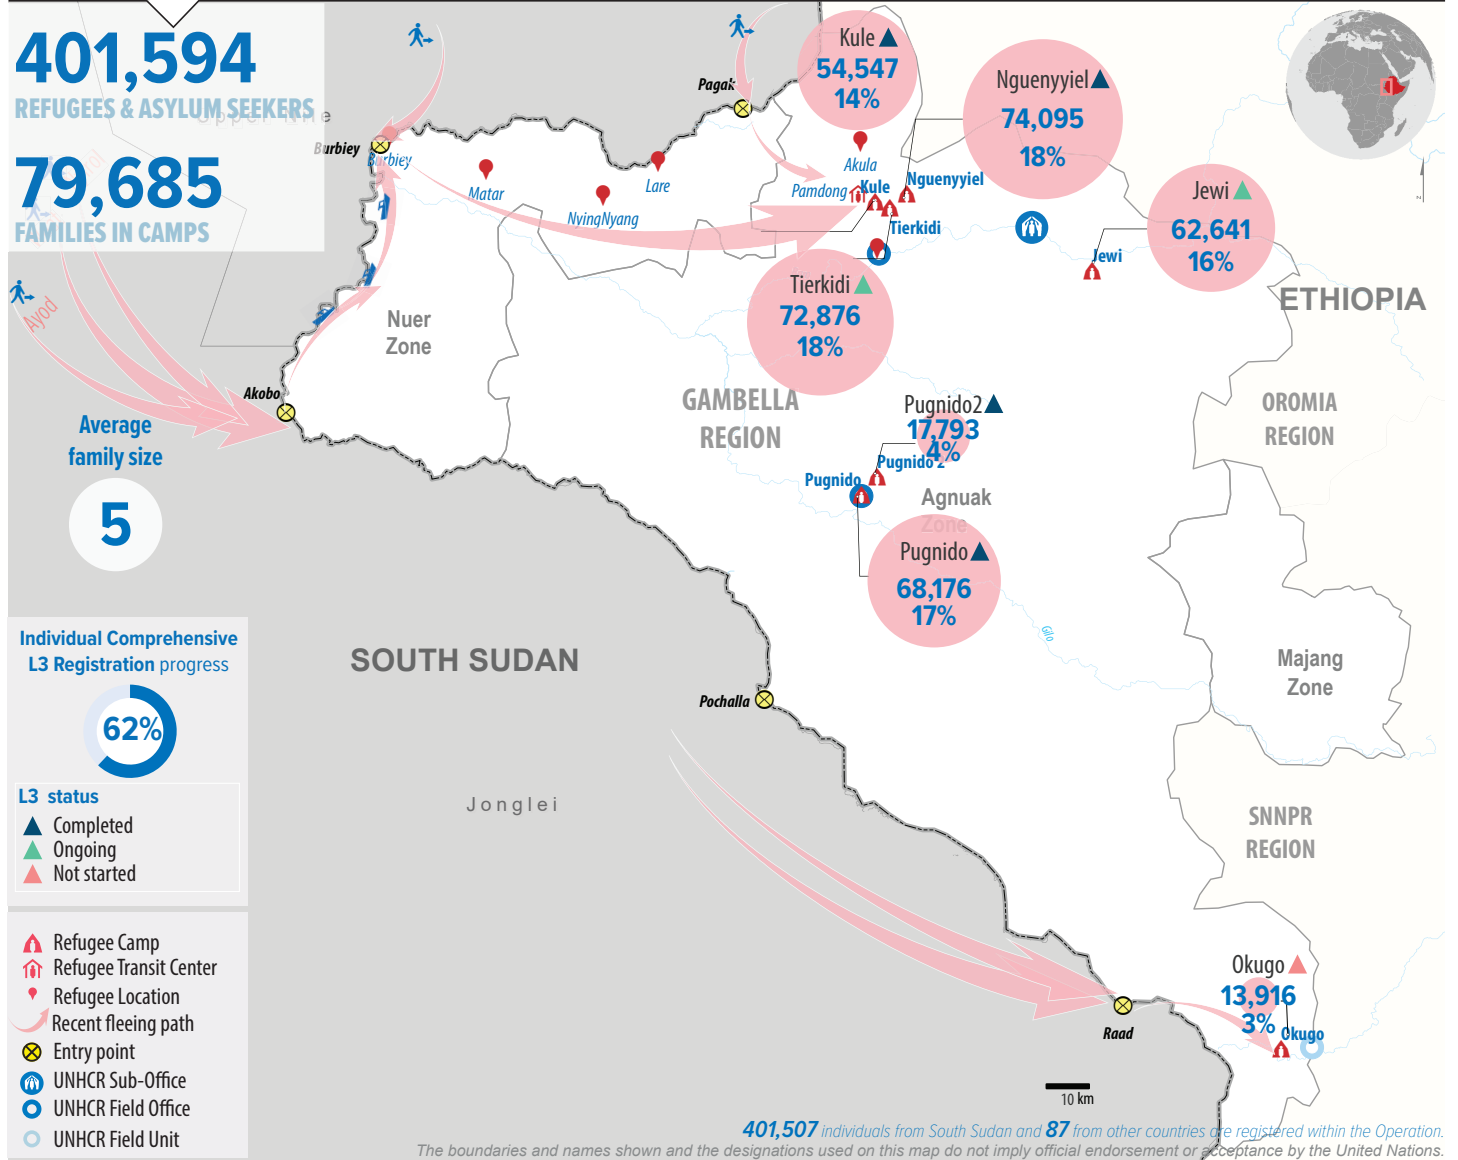 401,594
REFUGEES & ASYLUM SEEKERS
Upper Nile
79,685
FAMILIES IN CAMPS
Ayod
Average
family size
5
Individual Comprehensive
L3 Registration progress
62%
L3 status
Completed
Ongoing
Not started
Refugee Camp
Refugee Transit Center
Refugee Location
Recent fleeing path
Entry point
UNHCR Sub-Office
UNHCR Field Office
UNHCR Field Unit
Pagak
Burbiey
Burbiey
Matar
NyingNyang
Lare
Akula
Pamdong
Kule
Nguenyyiel
Tierkidi
Jewi
Akobo
Nuer
Zone
Kule
54,547
14%
Nguenyyiel
74,095
18%
Jewi
62,641
16%
Tierkidi
72,876
18%
ETHIOPIA
GAMBELLA
REGION
OROMIA
REGION
Pugnido2
17,793
4%
Pugnido 2
Pugnido
Agnuak
Zone
Pugnido
68,176
17%
Gilo
SOUTH SUDAN
Majang
Zone
Pochalla
Jonglei
SNNPR
REGION
Okugo
13,916
3%
Okugo
Raad
10 km
401,507 individuals from South Sudan and 87 from other countries are registered within the Operation.
The boundaries and names shown and the designations used on this map do not imply official endorsement or acceptance by the United Nations.